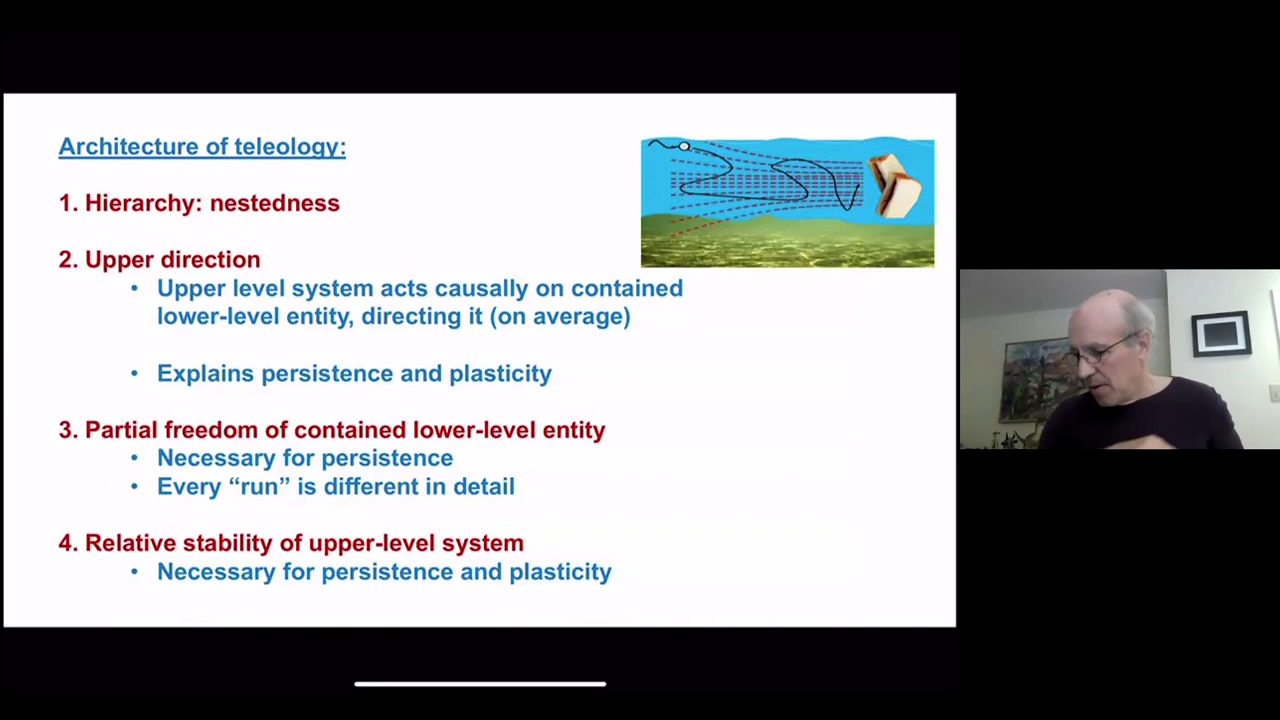 Architecture of teleology:
1. Hierarchy: nestedness
2. Upper direction
• Upper level system acts causally on contained
lower-level entity, directing it (on average)
• Explains persistence and plasticity
3. Partial freedom of contained lower-level entity
• Necessary for persistence
• Every “run” is different in detail
4. Relative stability of upper-level system
• Necessary for persistence and plasticity